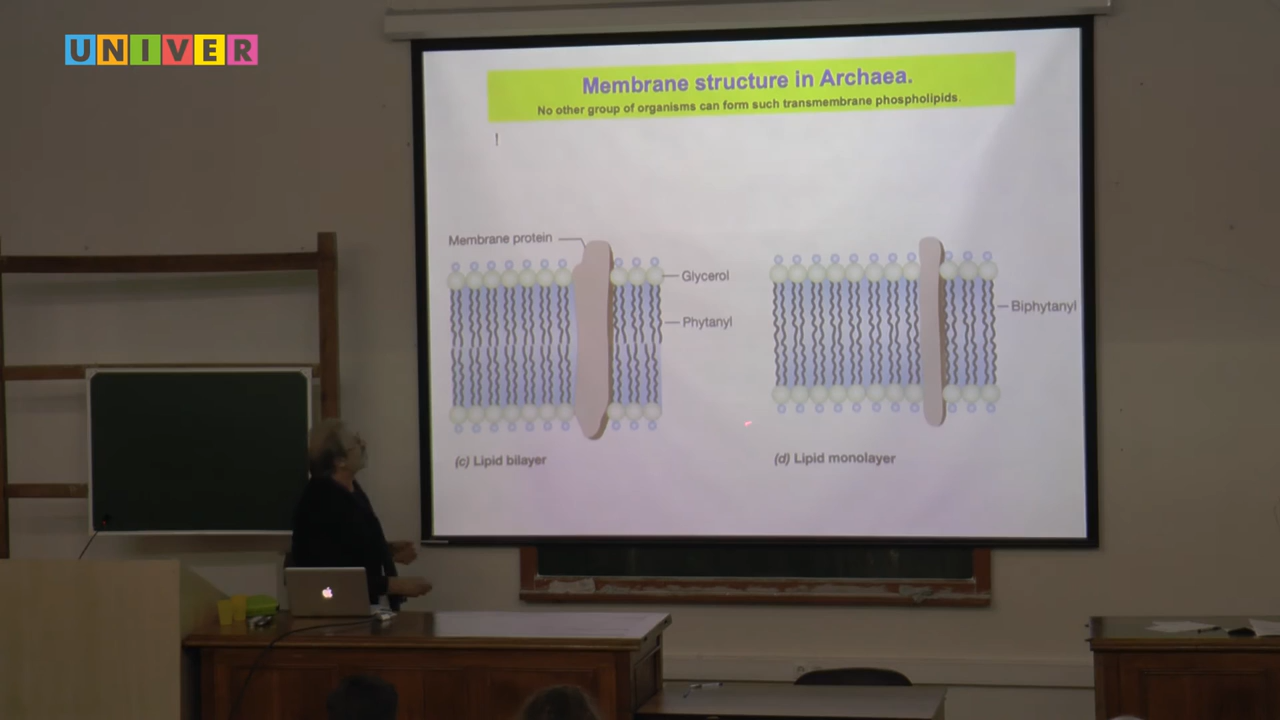 UNIVER
Membrane structure in Archaea.
No other group of organisms can form such transmembrane phospholipids.
!
Membrane protein
Glycerol
Phytanyl
Biphytanyl
(c) Lipid bilayer
(d) Lipid monolayer